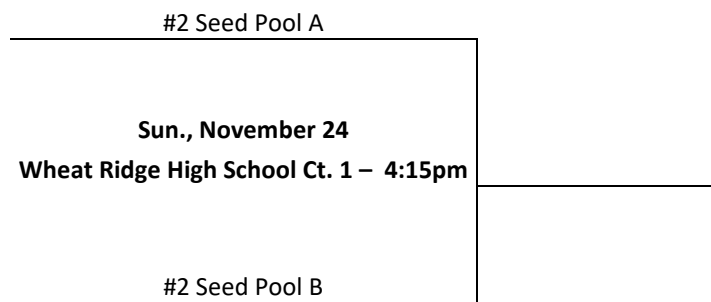 #2 Seed Pool A
Sun., November 24
Wheat Ridge High School Ct. 1 – 4:15pm
#2 Seed Pool B